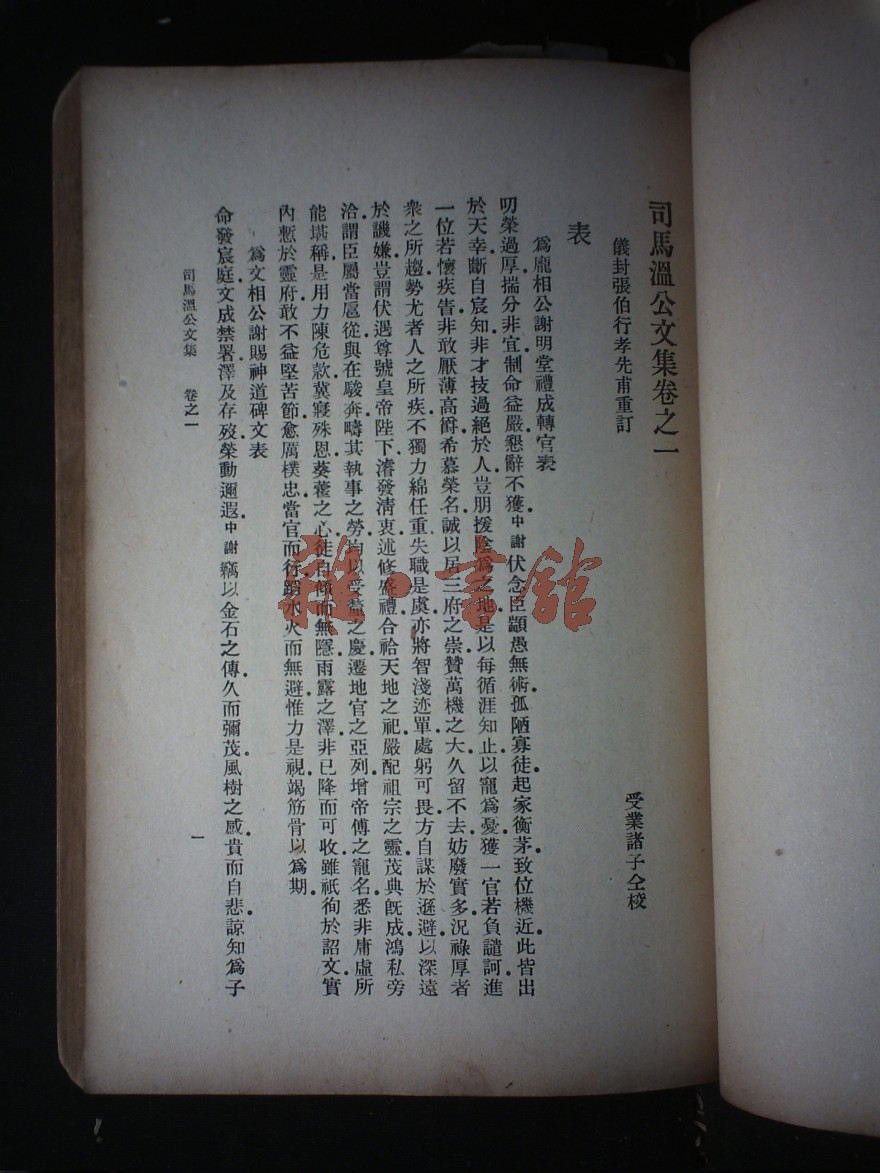 司馬溫公文集卷之一
儀封張伯行孝先甫重訂
受業諸子仝校
表
爲龐相公謝明堂禮成轉官表
叨榮過厚揣分非宜制命益嚴懇辭不獲中謝伏念臣顓愚無術孤陋寡徒起家衡茅致位機近此皆出
於天幸斷自宸知非才技過絕於人豈朋援陰爲之地是以每循涯知止以寵爲憂獲一官若負譴訶進
一位若懷疾眚非敢厭薄高爵希慕榮名誠以居三府之崇贊萬機之大久留不去妨廢實多況祿厚者
衆之所趨勢尤者人之所疾不獨力綿任重失職是虞亦將智淺迹單處躬可畏方自謀於遜避以深遠
於譏嫌豈謂伏遇尊號皇帝陛下濬發淸衷述修盛禮合祫天地之祀嚴配祖宗之靈茂典旣成鴻私旁
洽謂臣屬當扈從與在駿奔疇其執事之勞均以受釐之慶遷地官之亞列增帝傅之寵名悉非庸虛所
能堪稱是用力陳危款冀寢殊恩葵藿之心徒自傾而無隱雨露之澤非已降而可收雖祇徇於詔文實
內慙於靈府敢不益堅苦節愈厲樸忠當官而行蹈水火而無避惟力是視竭筋骨以爲期
爲文相公謝賜神道碑文表
命發宸庭文成禁署澤及存歿榮動邇遐中謝竊以金石之傳久而彌茂風樹之感貴而自悲諒知爲子
司馬溫公文集 卷之一
一
雜·書館